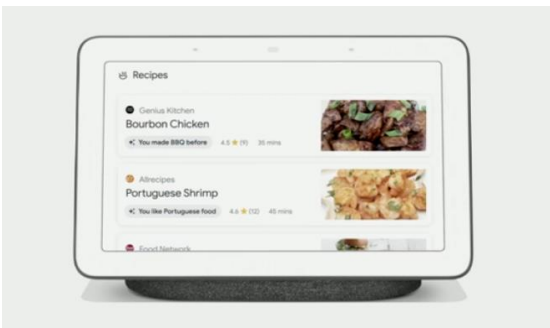 Recipes
Genius Kitchen
Bourbon Chicken
You made BBQ before 4.5 ★ (9) 35 mins
Allrecipes
Portuguese Shrimp
You like Portuguese food 4.6 ★ (12) 45 mins
Food Network